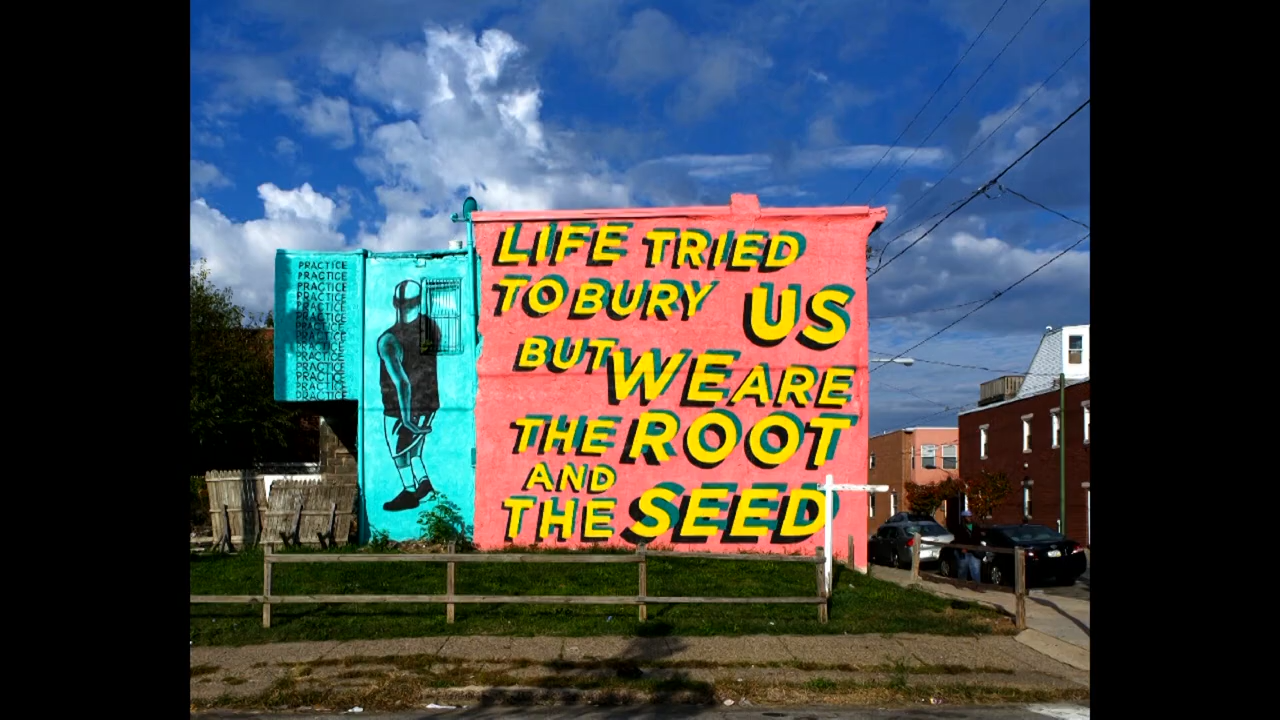 PRACTICE
PRACTICE
PRACTICE
PRACTICE
PRACTICE
PRACTICE
PRACTICE
PRACTICE
PRACTICE
PRACTICE
PRACTICE
PRACTICE
PRACTICE
LIFE TRIED
TO BURY US
BUT WE ARE
THE ROOT
AND
THE SEED